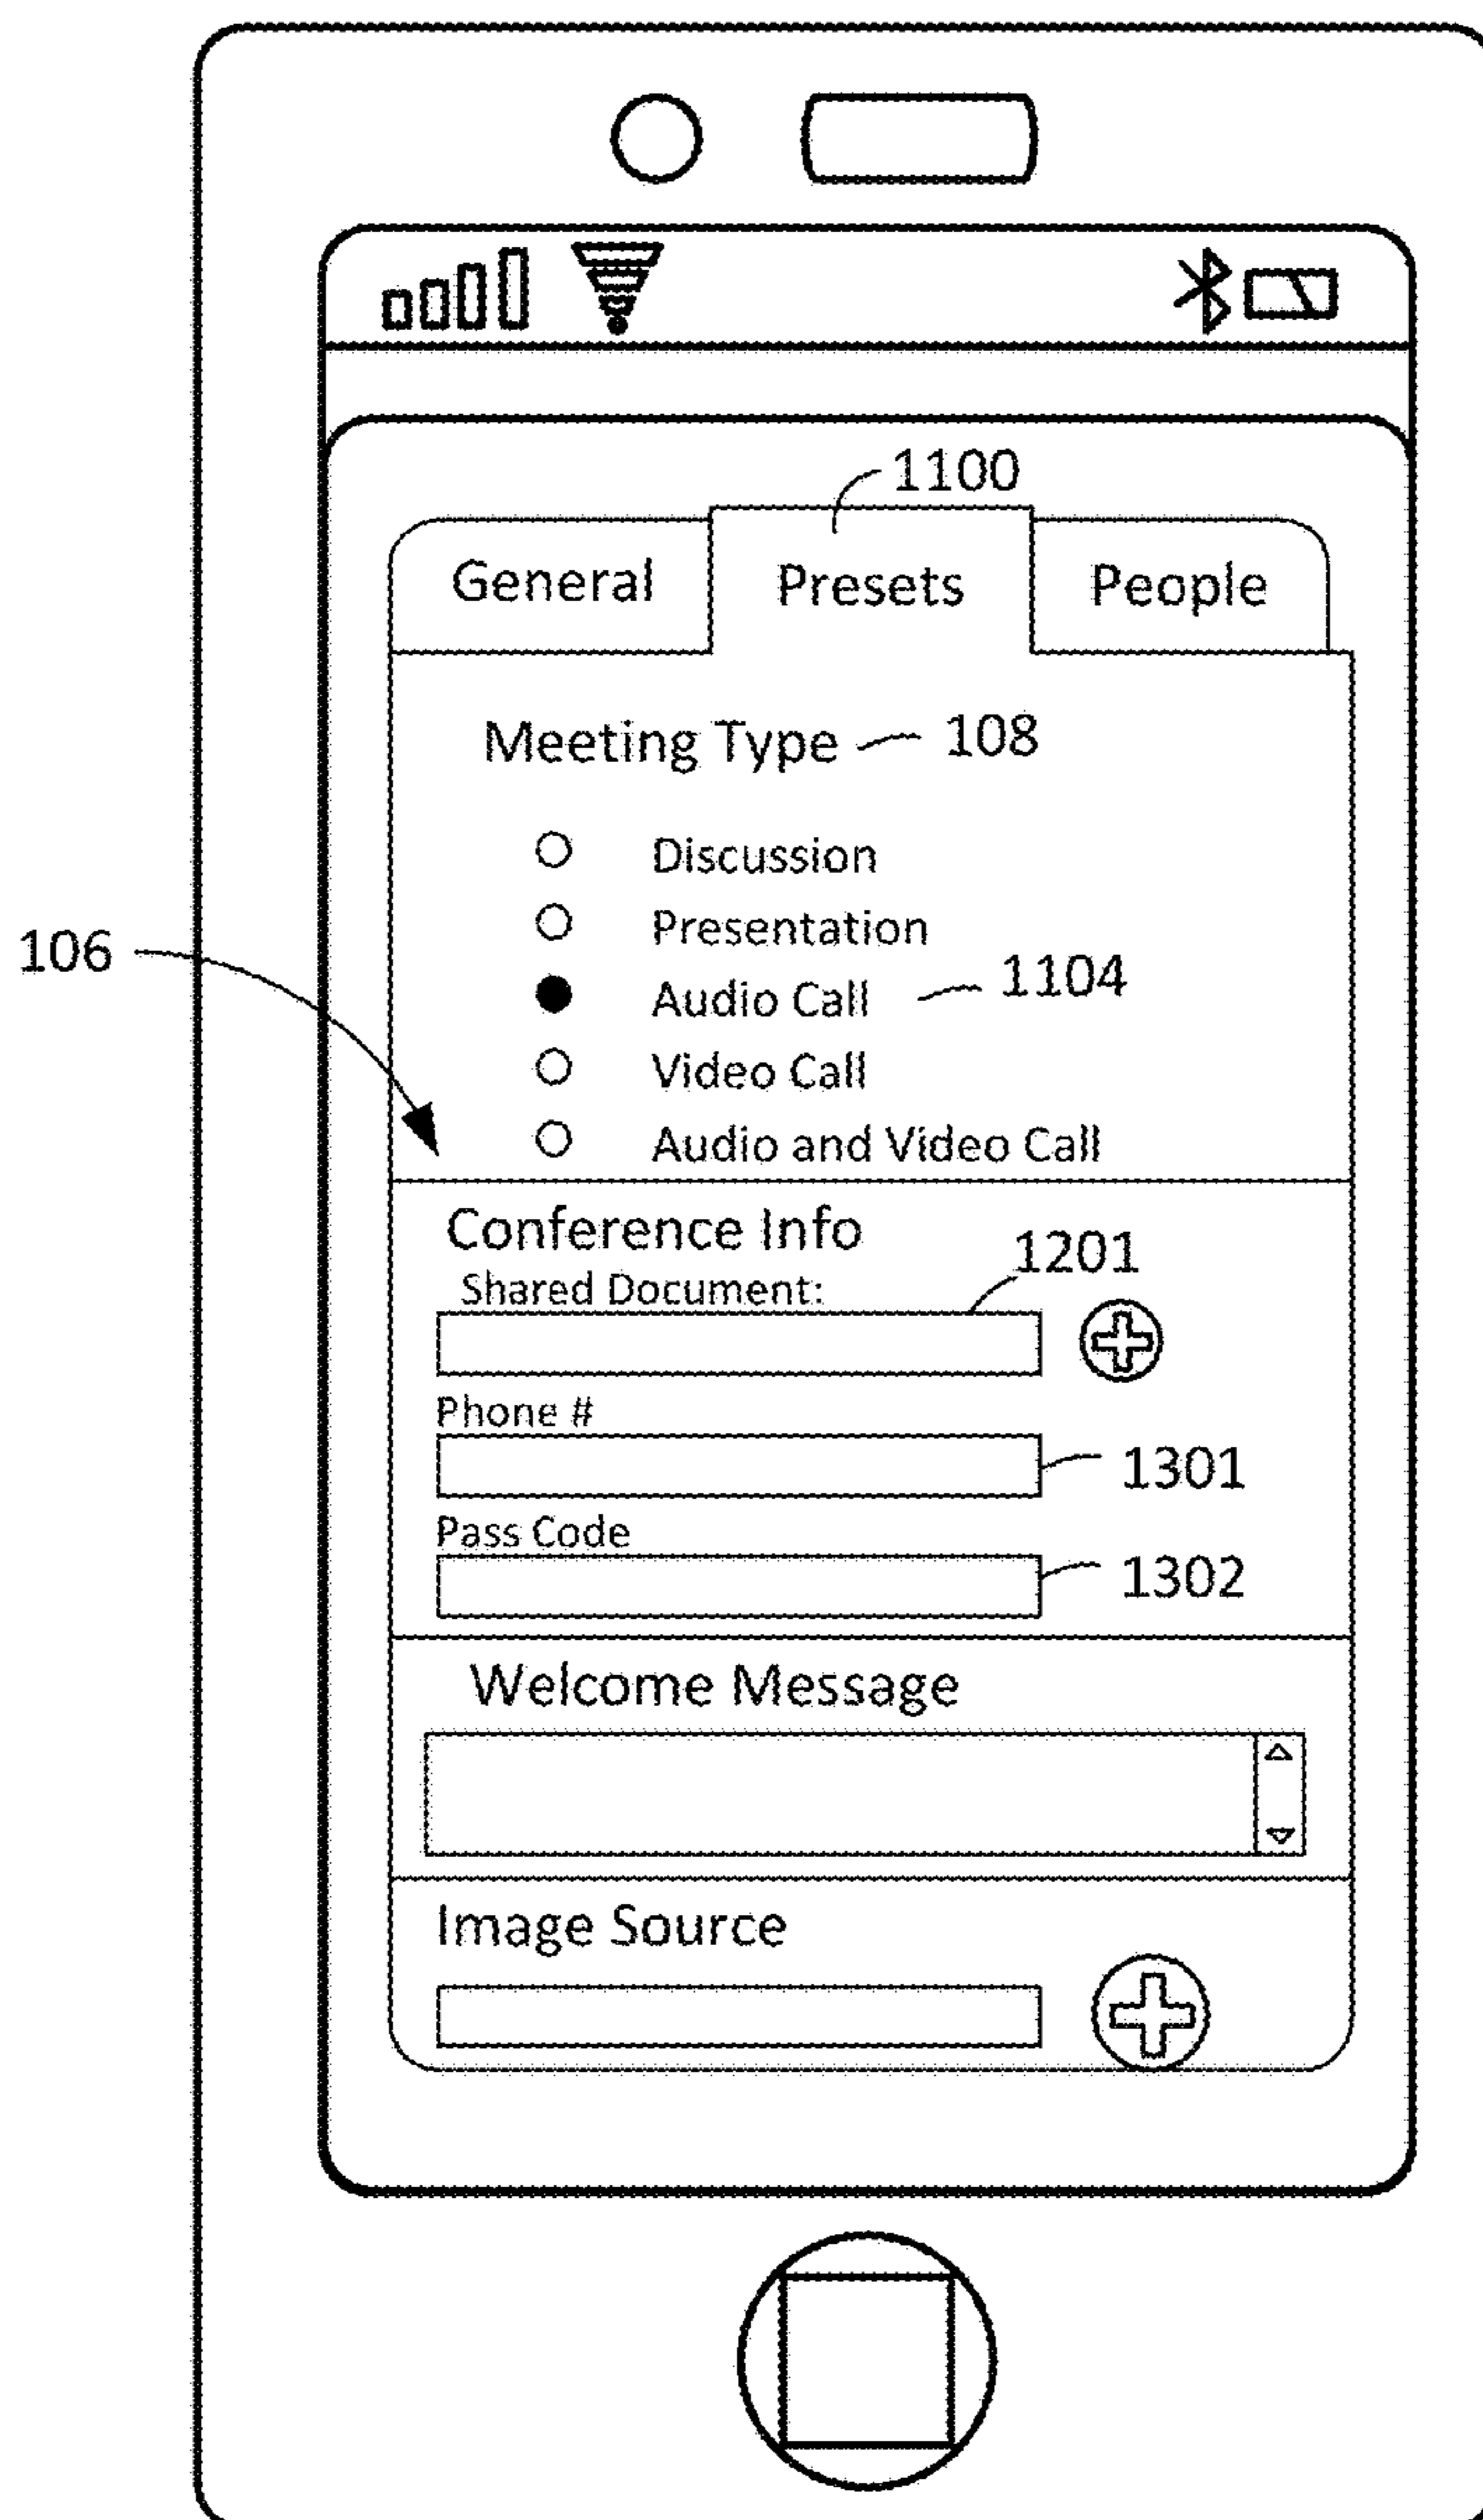 1100
General Presets People
Meeting Type 108
Discussion
Presentation
106
Audio Call 1104
Video Call
Audio and Video Call
Conference Info
1201
Shared Document:
Phone #
1301
Pass Code
1302
Welcome Message
Image Source